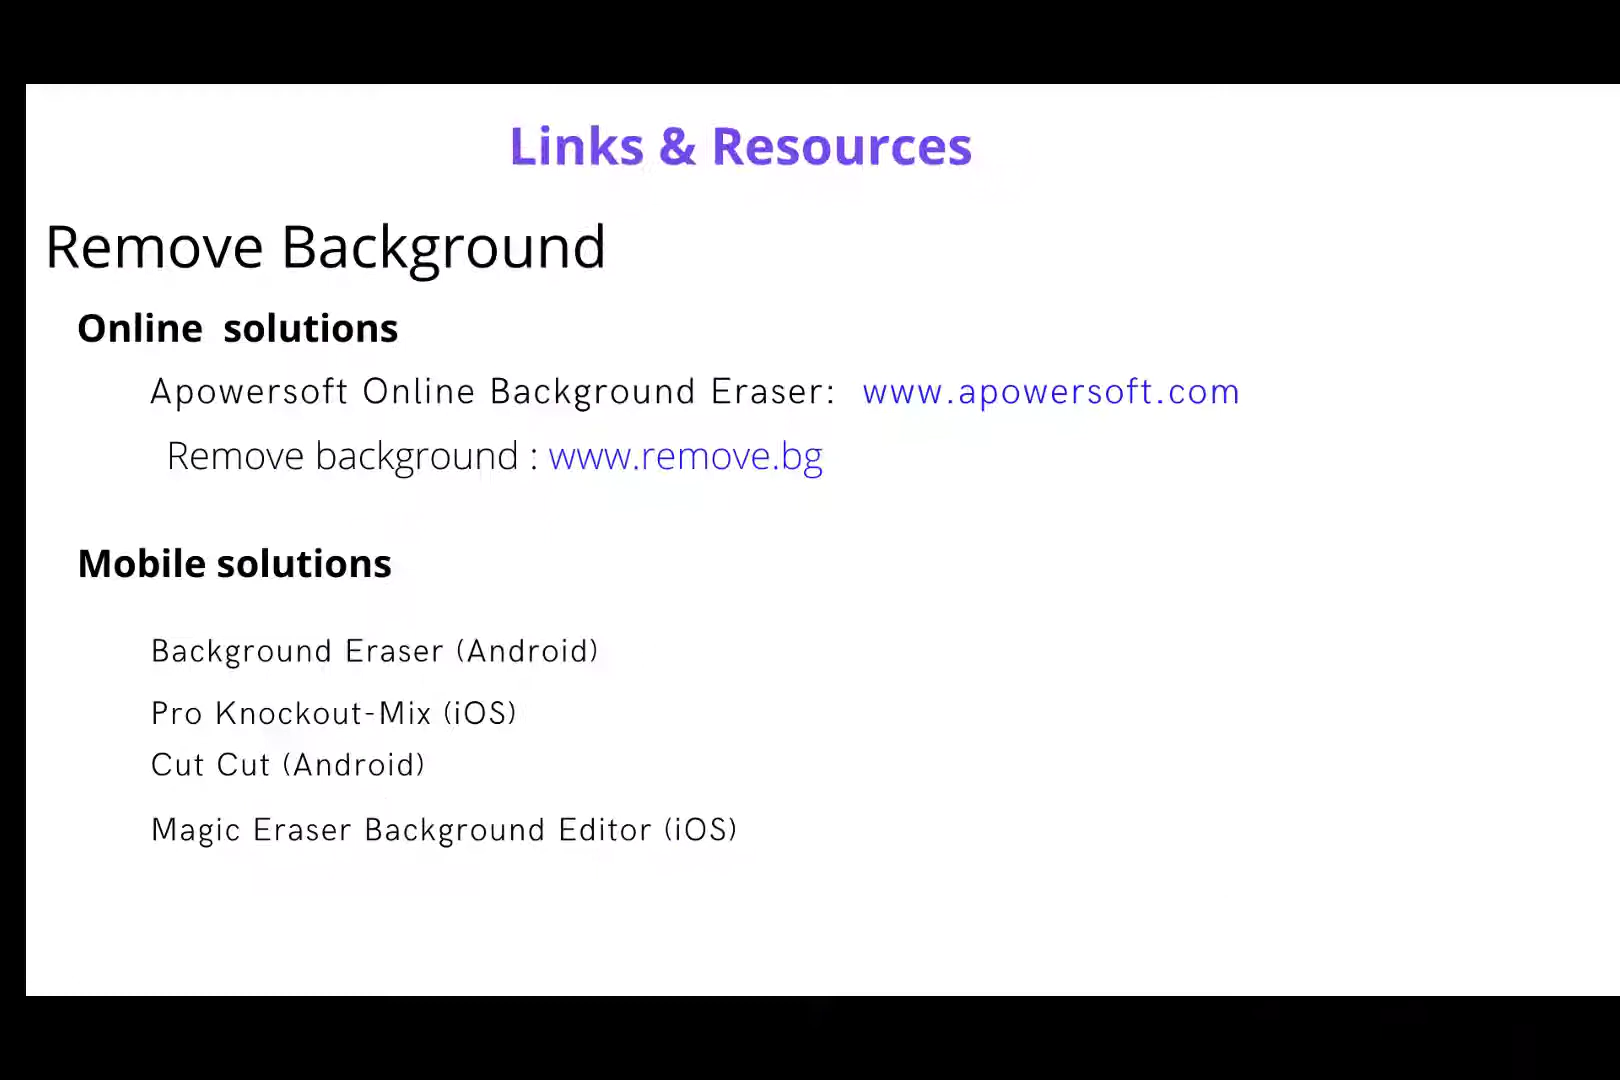 Links & Resources
Remove Background
Online solutions
Apowersoft Online Background Eraser: www.apowersoft.com
Remove background : www.remove.bg
Mobile solutions
Background Eraser (Android)
Pro Knockout-Mix (iOS)
Cut Cut (Android)
Magic Eraser Background Editor (iOS)